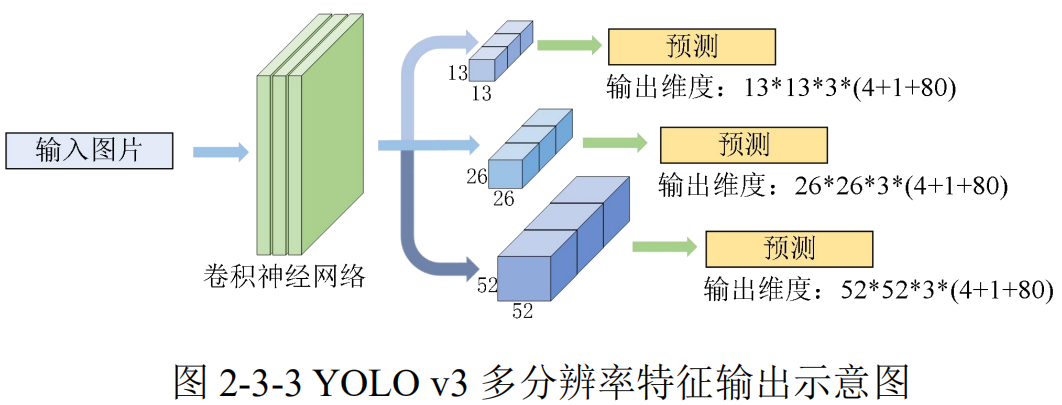 输入图片
卷积神经网络
13
13
预测
输出维度：13*13*3*(4+1+80)
26
26
预测
输出维度：26*26*3*(4+1+80)
52
52
预测
输出维度：52*52*3*(4+1+80)
图 2-3-3 YOLO v3 多分辨率特征输出示意图